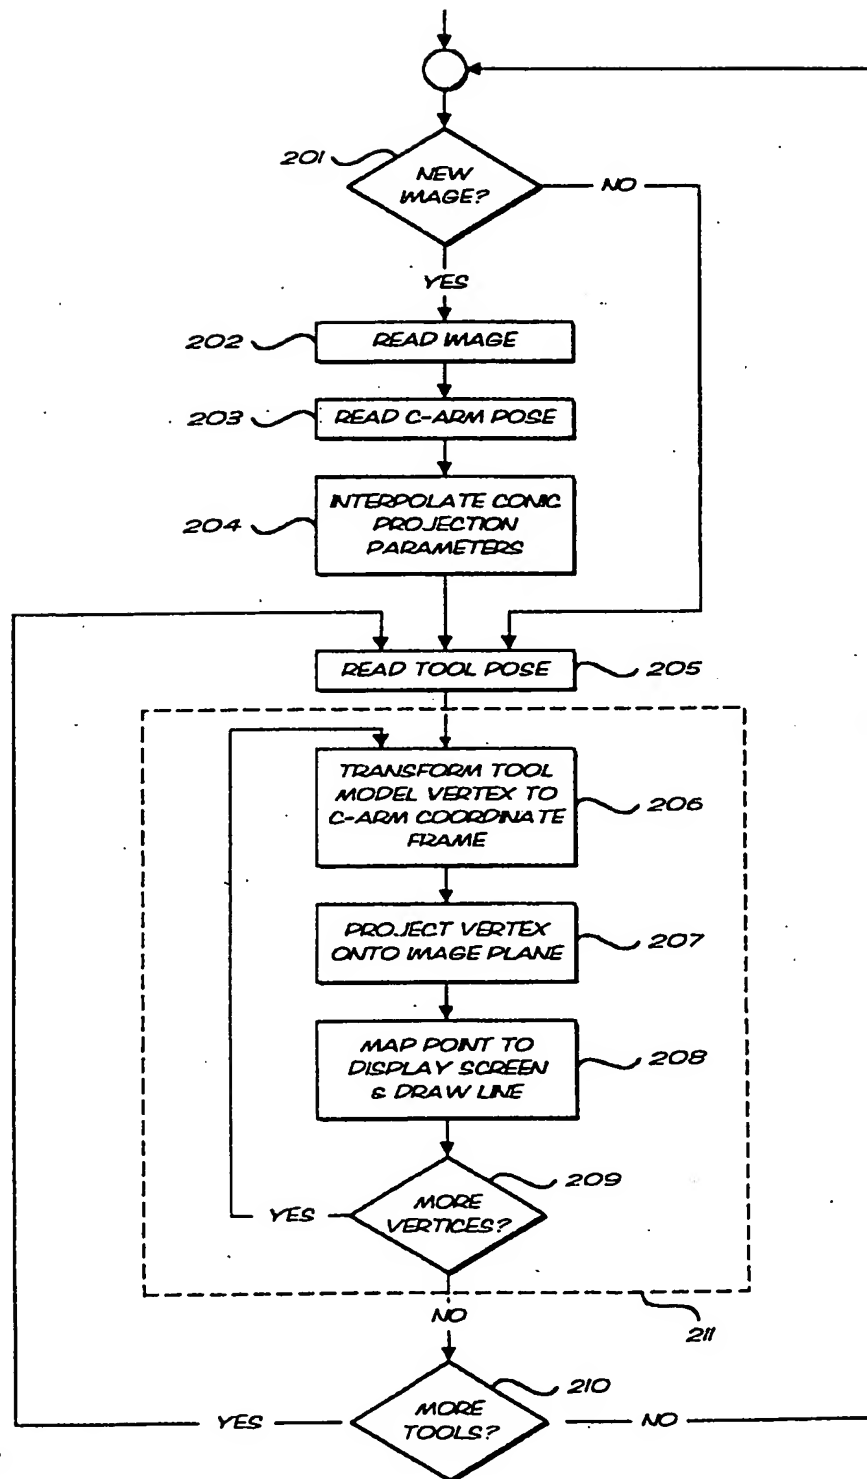 201
NEW
IMAGE?
NO
YES
202
READ IMAGE
203
READ C-ARM POSE
204
INTERPOLATE CONIC
PROJECTION
PARAMETERS
READ TOOL POSE
205
TRANSFORM TOOL
MODEL VERTEX TO
C-ARM COORDINATE
FRAME
206
PROJECT VERTEX
ONTO IMAGE PLANE
207
MAP POINT TO
DISPLAY SCREEN
& DRAW LINE
208
209
MORE
VERTICES?
YES
NO
211
210
MORE
TOOLS?
YES
NO